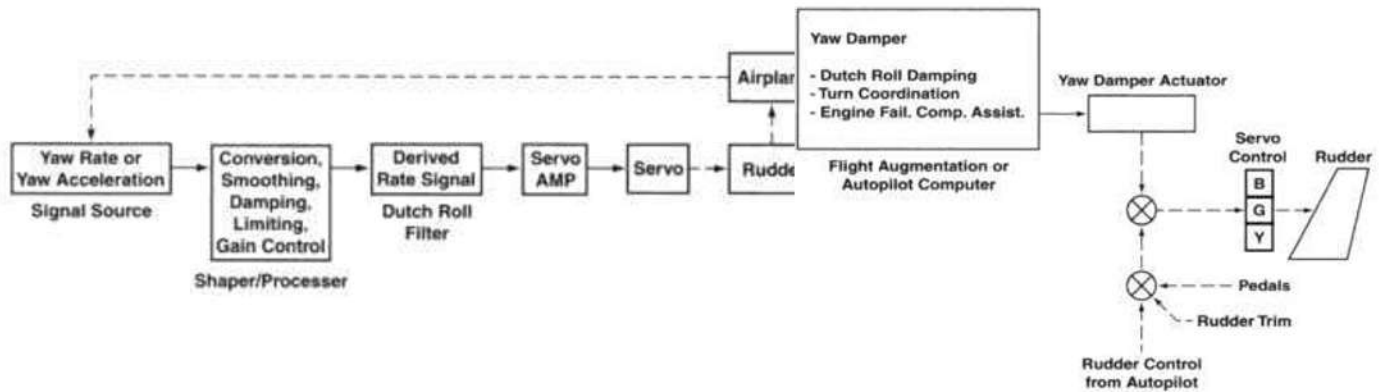 Airplan
Yaw Rate or
Yaw Acceleration
Signal Source
Conversion,
Smoothing,
Damping,
Limiting,
Gain Control
Shaper/Processer
Derived
Rate Signal
Dutch Roll
Filter
Servo
AMP
Servo
Rudde
Yaw Damper
- Dutch Roll Damping
- Turn Coordination
- Engine Fail. Comp. Assist.
Flight Augmentation or
Autopilot Computer
Yaw Damper Actuator
Servo
Control
B
G
Y
Rudder
Pedals
Rudder Trim
Rudder Control
from Autopilot